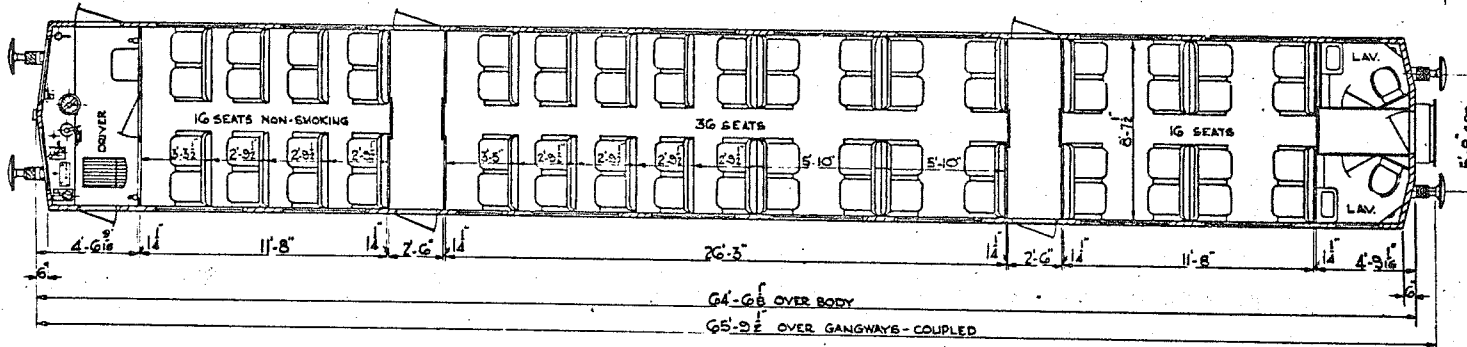 LAV.
DRIVER
16 SEATS NON-SMOKING
36 SEATS
16 SEATS
8'-7½"
3'-3½" 2'-9½" 2'-9½" 2'-9½" 3'-5" 2'-9½" 2'-9½" 2'-9½" 2'-9½" 5'-10" 5'-10"
LAV.
4'-6 9/16" 1¼" 11'-8" 1¼" 2'-6" 1¼" 26'-3" 1¼" 2'-6" 1¼" 11'-8" 1¼" 4'-9 1/16"
6" 6"
64'-6⅛" OVER BODY
65'-9½" OVER GANGWAYS-COUPLED